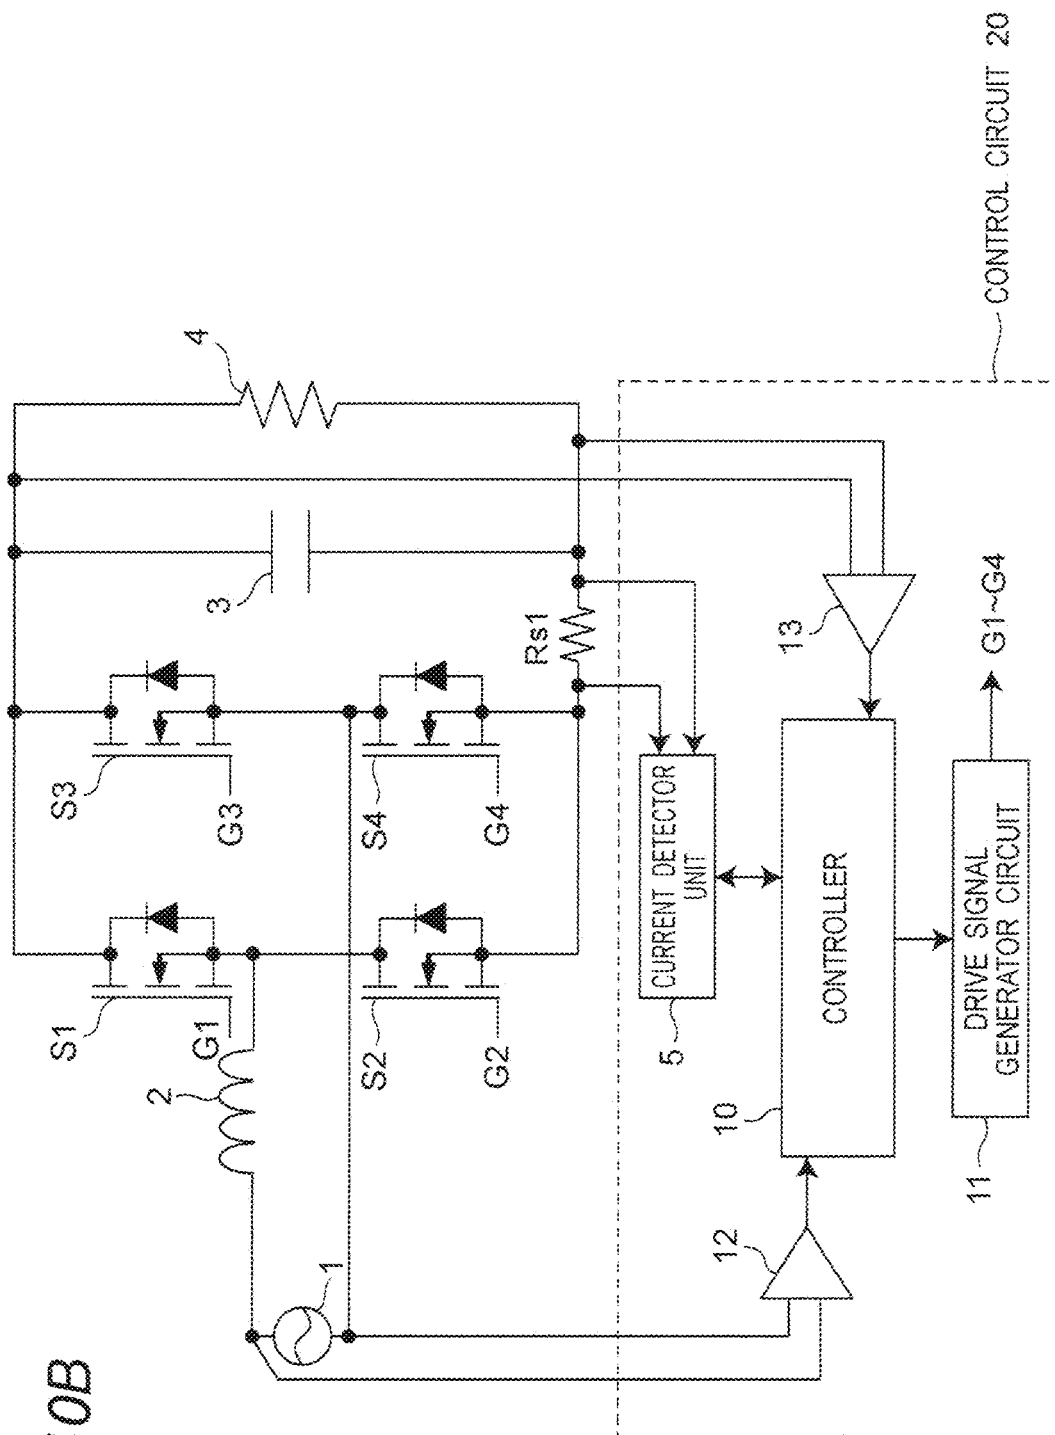 0B
S1
G1
S3
G3
S2
G2
S4
G4
1
2
3
4
Rs1
5
CURRENT DETECTOR
UNIT
10
CONTROLLER
11
DRIVE SIGNAL
GENERATOR CIRCUIT
G1~G4
12
13
CONTROL CIRCUIT 20